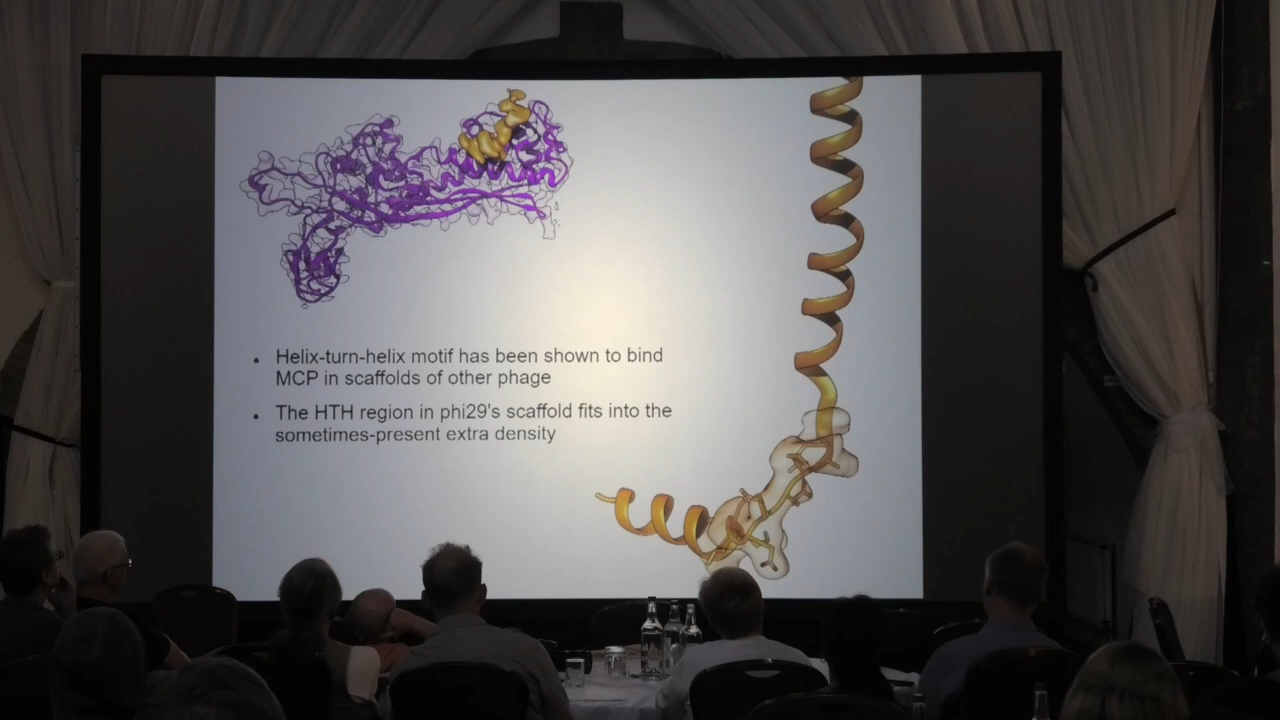 • Helix-turn-helix motif has been shown to bind
MCP in scaffolds of other phage
• The HTH region in phi29's scaffold fits into the
sometimes-present extra density